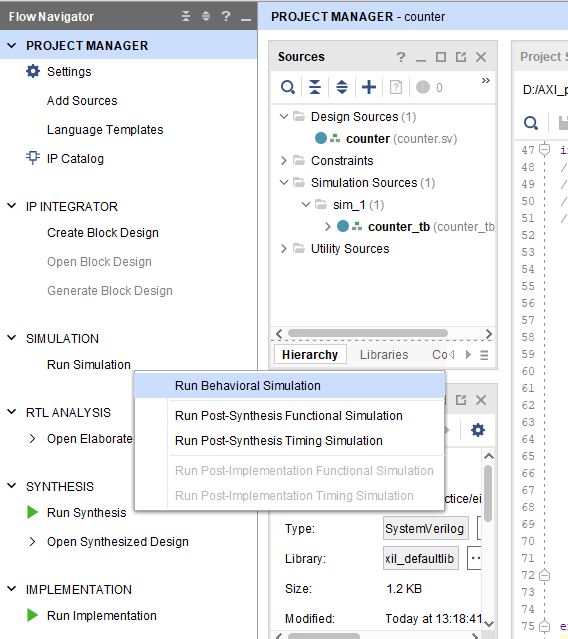 Flow Navigator
PROJECT MANAGER
Settings
Add Sources
Language Templates
IP Catalog
IP INTEGRATOR
Create Block Design
Open Block Design
Generate Block Design
SIMULATION
Run Simulation
RTL ANALYSIS
Open Elaborate
SYNTHESIS
Run Synthesis
Open Synthesized Design
IMPLEMENTATION
Run Implementation
PROJECT MANAGER - counter
Sources
0
Design Sources (1)
counter (counter.sv)
Constraints
Simulation Sources (1)
sim_1 (1)
counter_tb (counter_tb
Utility Sources
Hierarchy Libraries Co
Run Behavioral Simulation
Run Post-Synthesis Functional Simulation
Run Post-Synthesis Timing Simulation
Run Post-Implementation Functional Simulation
Run Post-Implementation Timing Simulation
ctice/ei
Type: SystemVerilog
Library: xil_defaultlib
Size: 1.2 KB
Modified: Today at 13:18:41
Project S
D:/AXI_p
47 i
48 /
49 /
50 /
51 /
52
53
54
55
56
57
58
59
60
61
62
63
64
65
66
67
68
69
70
71
72
73
74
75 e